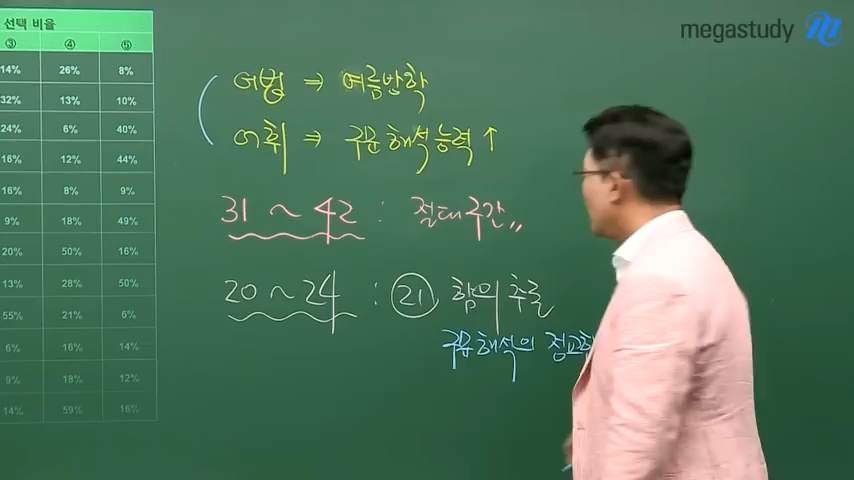 megastudy
선택 비율
③ ④ ⑤
14% 26% 8%
32% 13% 10%
24% 6% 40%
16% 12% 44%
16% 8% 9%
9% 18% 49%
20% 50% 16%
13% 28% 50%
55% 21% 6%
6% 16% 14%
9% 18% 12%
14% 59% 16%
어법 ⇒ 여름방학
어휘 ⇒ 구문해석능력↑
31 ~ 42 : 절대구간〃
20 ~ 24 : 21 함의 추론
구문해석의 정교